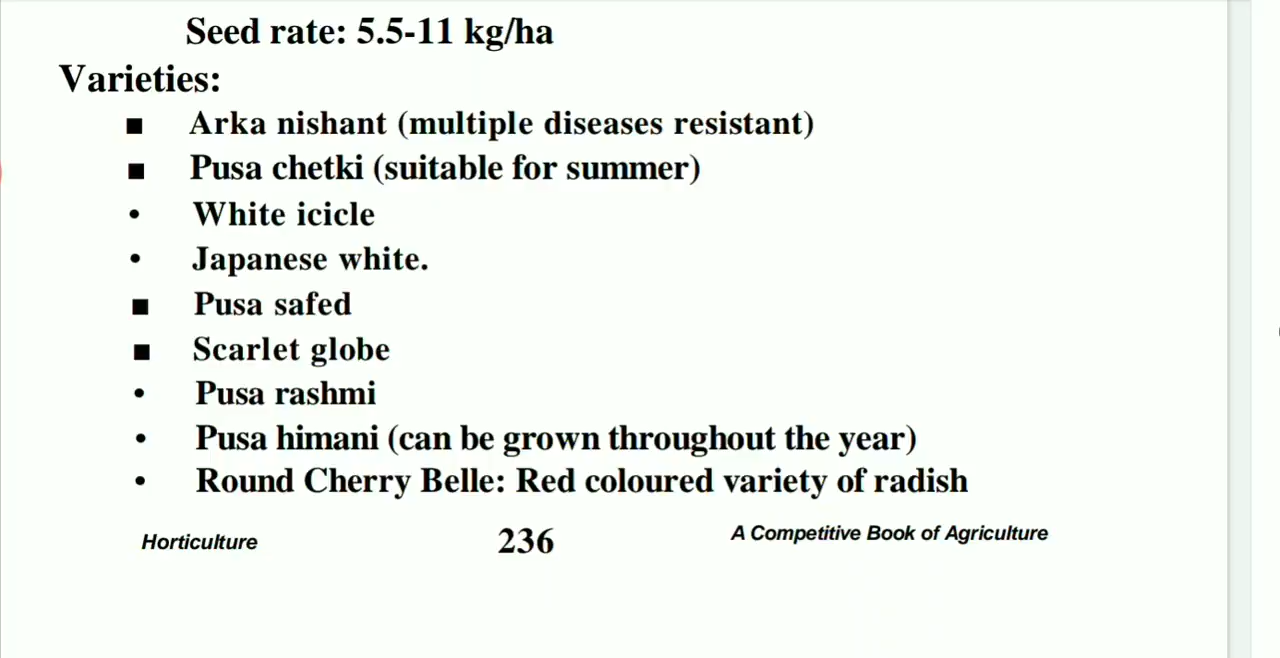 Seed rate: 5.5-11 kg/ha
Varieties:
■ Arka nishant (multiple diseases resistant)
■ Pusa chetki (suitable for summer)
• White icicle
• Japanese white.
■ Pusa safed
■ Scarlet globe
• Pusa rashmi
• Pusa himani (can be grown throughout the year)
• Round Cherry Belle: Red coloured variety of radish
Horticulture 236 A Competitive Book of Agriculture